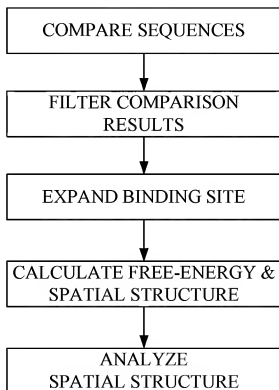 COMPARE SEQUENCES
FILTER COMPARISON
RESULTS
EXPAND BINDING SITE
CALCULATE FREE-ENERGY &
SPATIAL STRUCTURE
ANALYZE
SPATIAL STRUCTURE